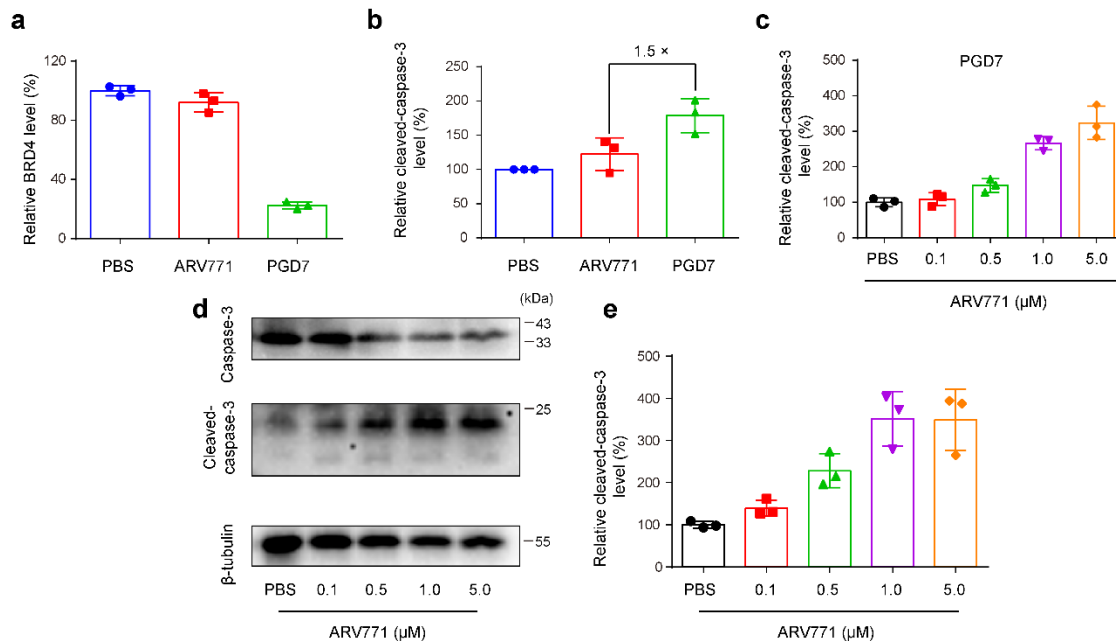 a
Relative BRD4 level (%)
120
80
40
0
PBS
ARV771
PGD7
b
Relative cleaved-caspase-3
level (%)
250
200
150
100
50
0
1.5 ×
PBS
ARV771
PGD7
c
PGD7
Relative cleaved-caspase-3
level (%)
400
300
200
100
0
PBS
0.1
0.5
1.0
5.0
ARV771 (μM)
d
(kDa)
Caspase-3
43
33
Cleaved-
caspase-3
25
β-tubulin
55
PBS
0.1
0.5
1.0
5.0
ARV771 (μM)
e
Relative cleaved-caspase-3
level (%)
500
400
300
200
100
0
PBS
0.1
0.5
1.0
5.0
ARV771 (μM)